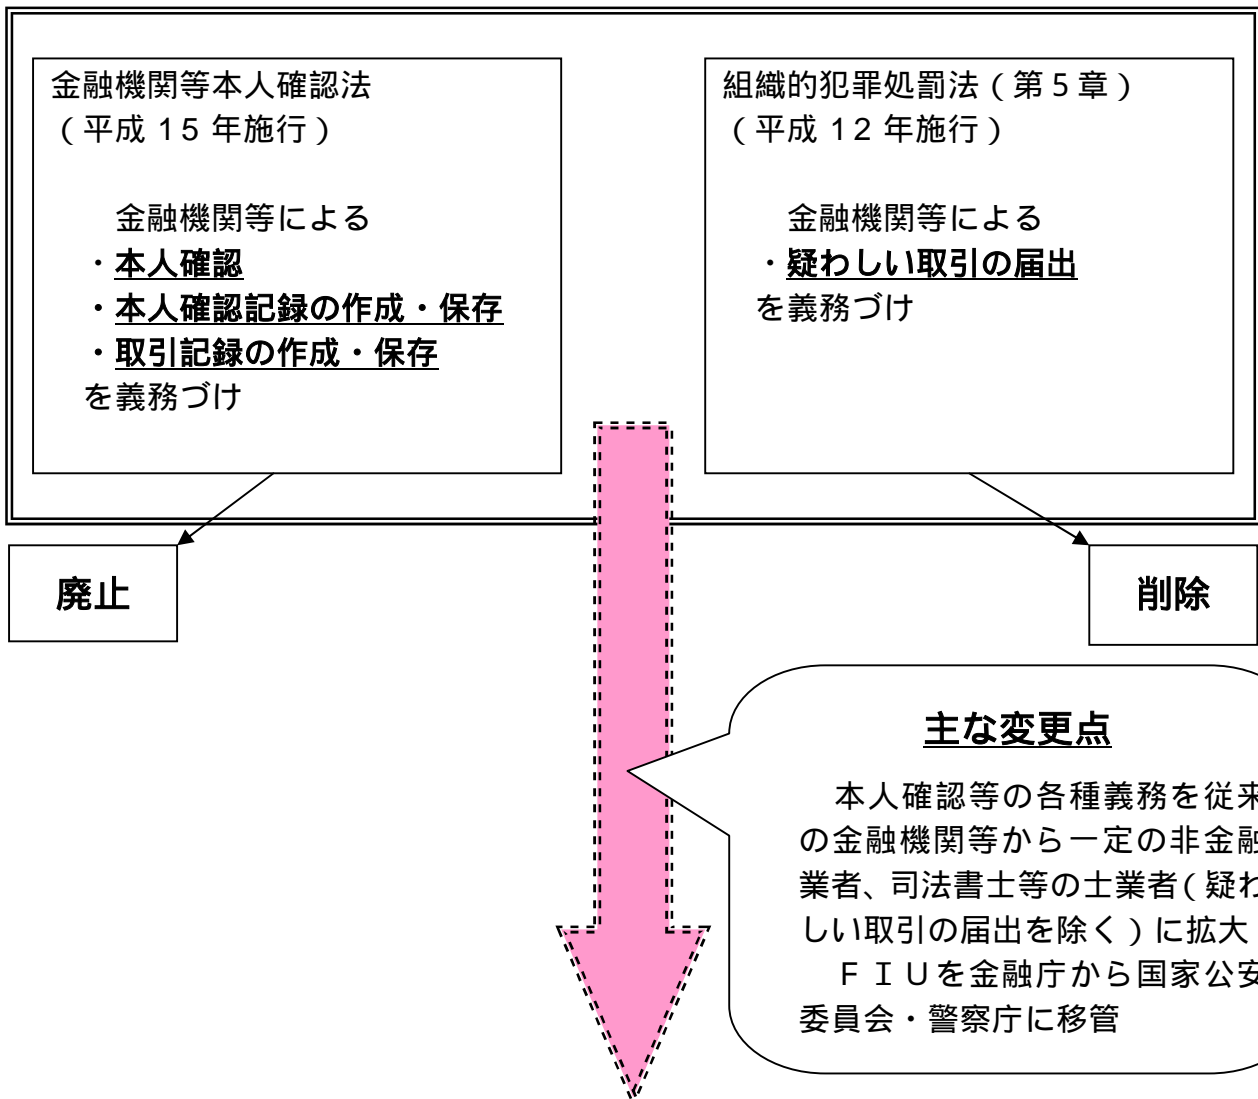 金融機関等本人確認法
（平成 15 年施行）
金融機関等による
・本人確認
・本人確認記録の作成・保存
・取引記録の作成・保存
を義務づけ
組織的犯罪処罰法（第５章）
（平成 12 年施行）
金融機関等による
・疑わしい取引の届出
を義務づけ
廃止
削除
主な変更点
本人確認等の各種義務を従来
の金融機関等から一定の非金融
業者、司法書士等の士業者（疑わ
しい取引の届出を除く）に拡大
ＦＩＵを金融庁から国家公安
委員会・警察庁に移管